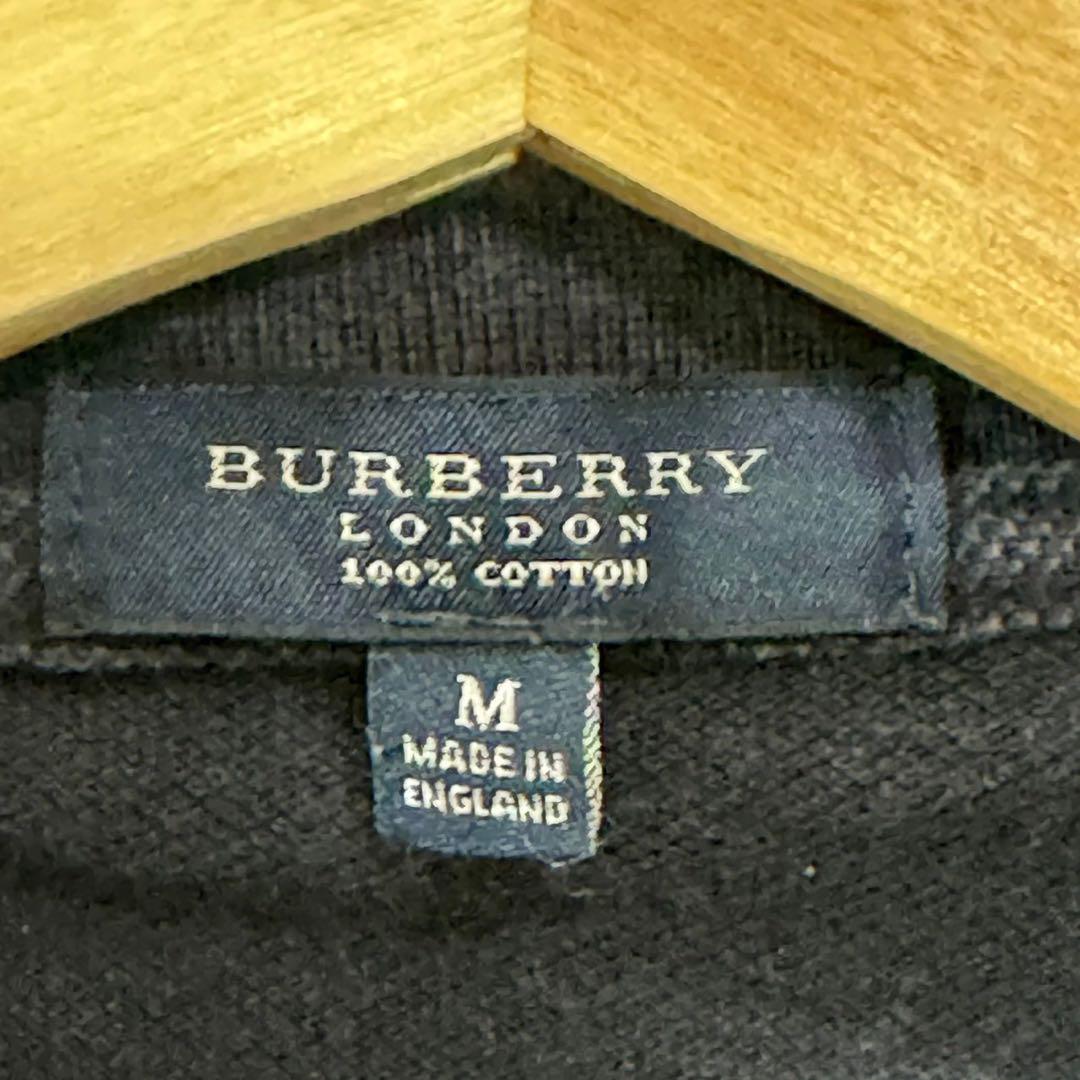 BURBERRY
LONDON
100% COTTON
M
MADE IN
ENGLAND